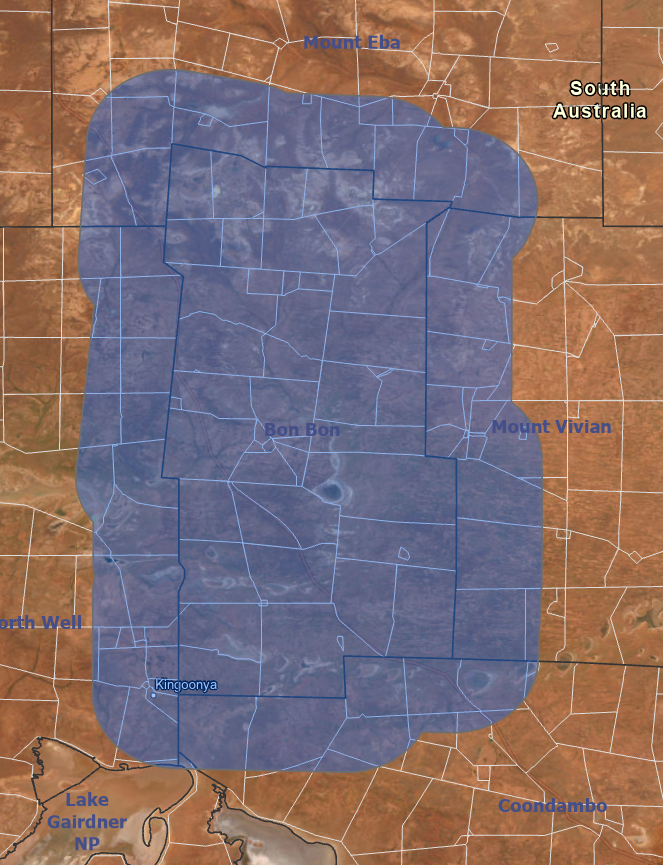 Mount Eba
South
Australia
Bon Bon
Mount Vivian
orth Well
Kingoonya
Lake
Gairdner
NP
Coondambo